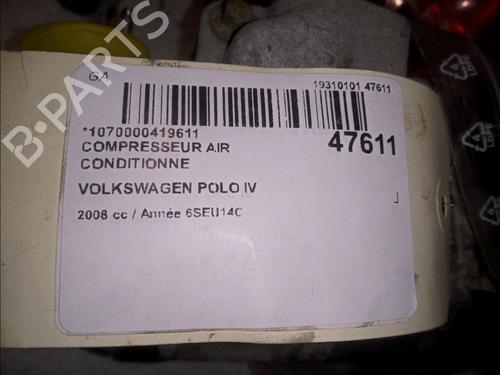 GA
19310101 47611
*1070000419611
47611
COMPRESSEUR AIR
CONDITIONNE
VOLKSWAGEN POLO IV
2008 cc / Année 6SEU14C
B-PARTS